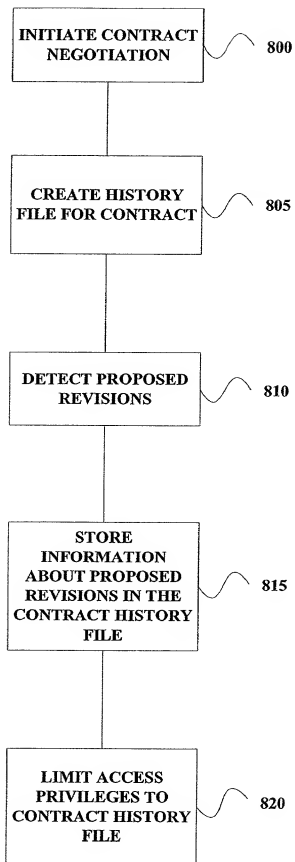 INITIATE CONTRACT
NEGOTIATION
800
CREATE HISTORY
FILE FOR CONTRACT
805
DETECT PROPOSED
REVISIONS
810
STORE
INFORMATION
ABOUT PROPOSED
REVISIONS IN THE
CONTRACT HISTORY
FILE
815
LIMIT ACCESS
PRIVILEGES TO
CONTRACT HISTORY
FILE
820